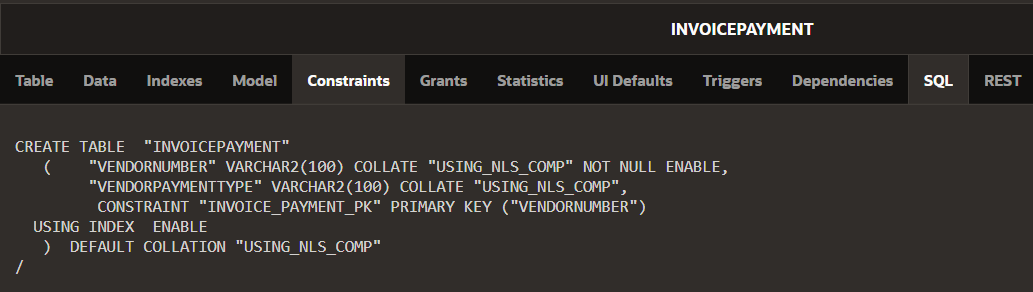 INVOICEPAYMENT
Table Data Indexes Model Constraints Grants Statistics UI Defaults Triggers Dependencies SQL REST
CREATE TABLE "INVOICEPAYMENT"
( "VENDORNUMBER" VARCHAR2(100) COLLATE "USING_NLS_COMP" NOT NULL ENABLE,
"VENDORPAYMENTTYPE" VARCHAR2(100) COLLATE "USING_NLS_COMP",
CONSTRAINT "INVOICE_PAYMENT_PK" PRIMARY KEY ("VENDORNUMBER")
USING INDEX ENABLE
) DEFAULT COLLATION "USING_NLS_COMP"
/